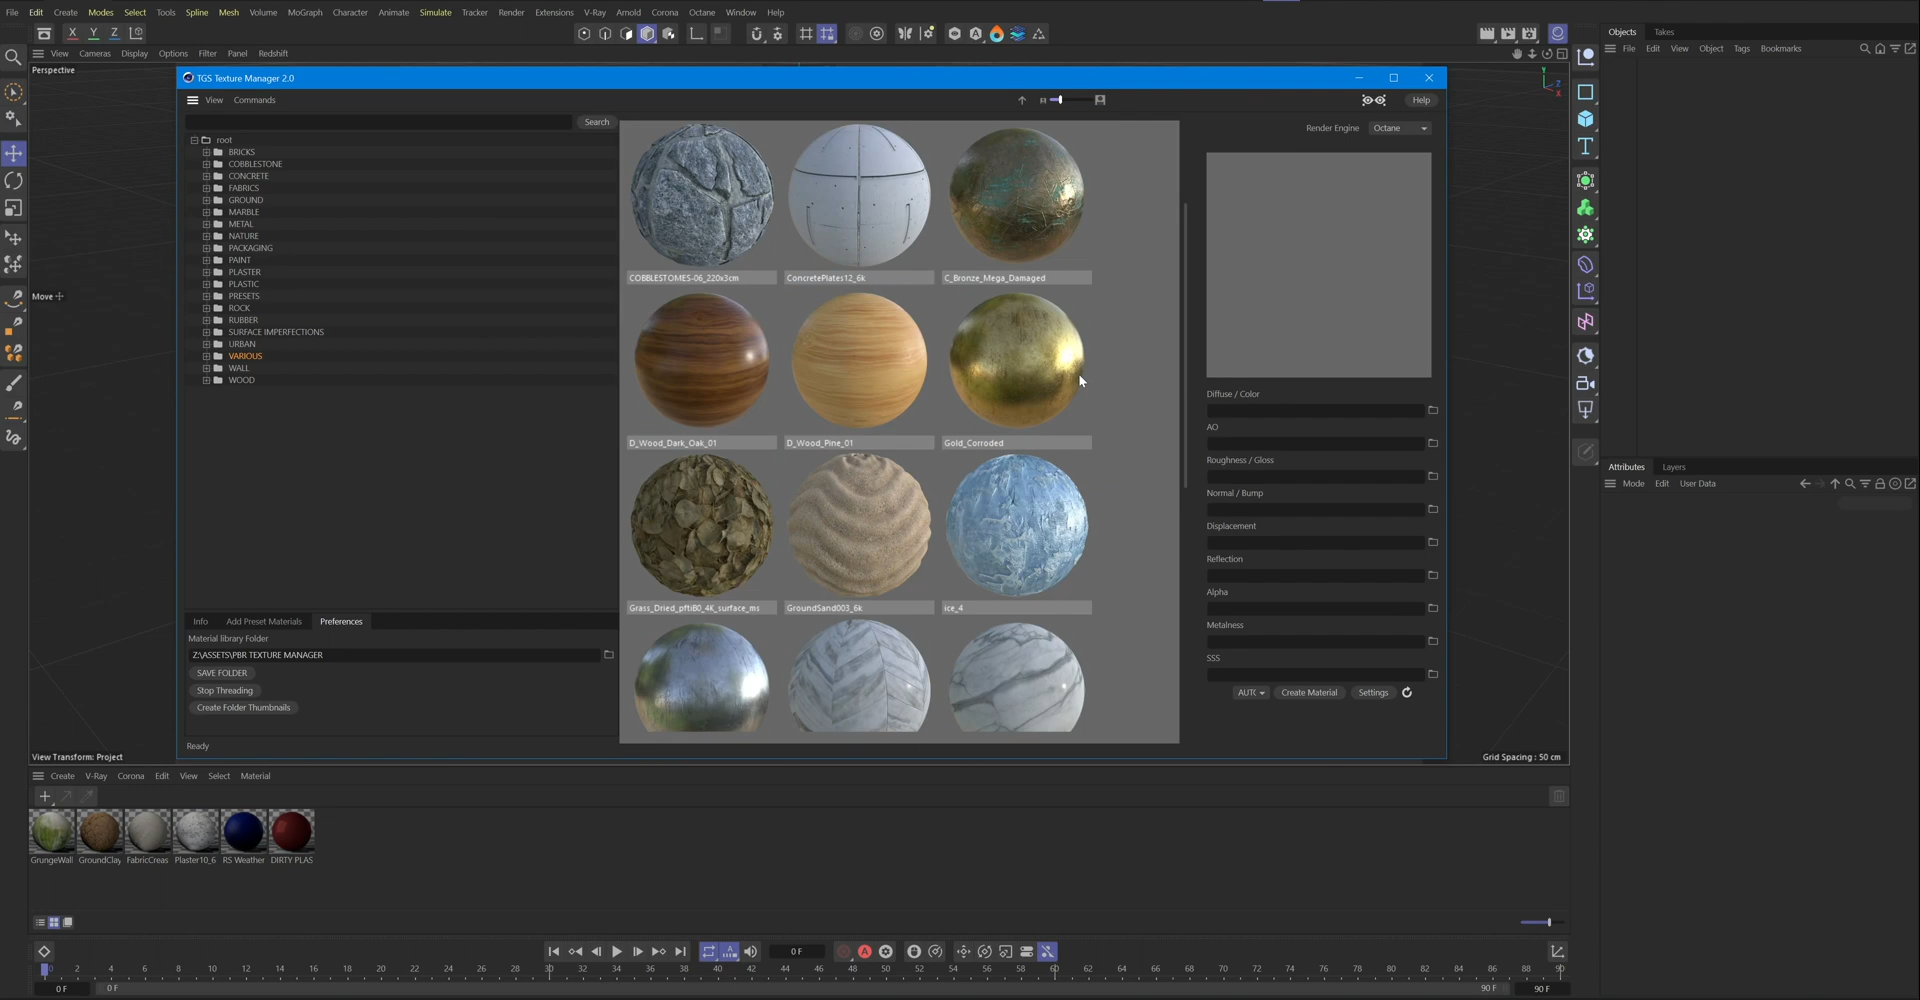 File Edit Create Modes Select Tools Spline Mesh Volume MoGraph Character Animate Simulate Tracker Render Extensions V-Ray Arnold Corona Octane Window Help
X Y Z
Objects Takes
File Edit View Object Tags Bookmarks
View Cameras Display Options Filter Panel Redshift
Perspective
TGS Texture Manager 2.0
View Commands
Help
Search
Render Engine Octane
root
BRICKS
COBBLESTONE
CONCRETE
FABRICS
GROUND
MARBLE
METAL
NATURE
PACKAGING
PAINT
PLASTER
PLASTIC
PRESETS
ROCK
RUBBER
SURFACE IMPERFECTIONS
URBAN
VARIOUS
WALL
WOOD
Move
COBBLESTOMES-06_220x3cm
ConcretePlates12_6k
C_Bronze_Mega_Damaged
D_Wood_Dark_Oak_01
D_Wood_Pine_01
Gold_Corroded
Grass_Dried_pftiB0_4K_surface_ms
GroundSand003_6k
ice_4
Diffuse / Color
AO
Roughness / Gloss
Normal / Bump
Displacement
Reflection
Alpha
Metalness
SSS
Create Material Settings
Info Add Preset Materials Preferences
Material library Folder
Z:\ASSETS\PBR TEXTURE MANAGER
SAVE FOLDER
Stop Threading
Create Folder Thumbnails
Ready
View Transform: Project
Grid Spacing : 50 cm
Attributes Layers
Mode Edit User Data
Create V-Ray Corona Edit View Select Material
GrungeWall GroundClay FabricCreas Plaster10_6 RS Weather DIRTY PLAS
0 F
0 2 4 6 8 10 12 14 16 18 20 22 24 26 28 30 32 34 36 38 40 42 44 46 48 50 52 54 56 58 60 62 64 66 68 70 72 74 76 78 80 82 84 86 88 90
0 F 0 F 90 F 90 F